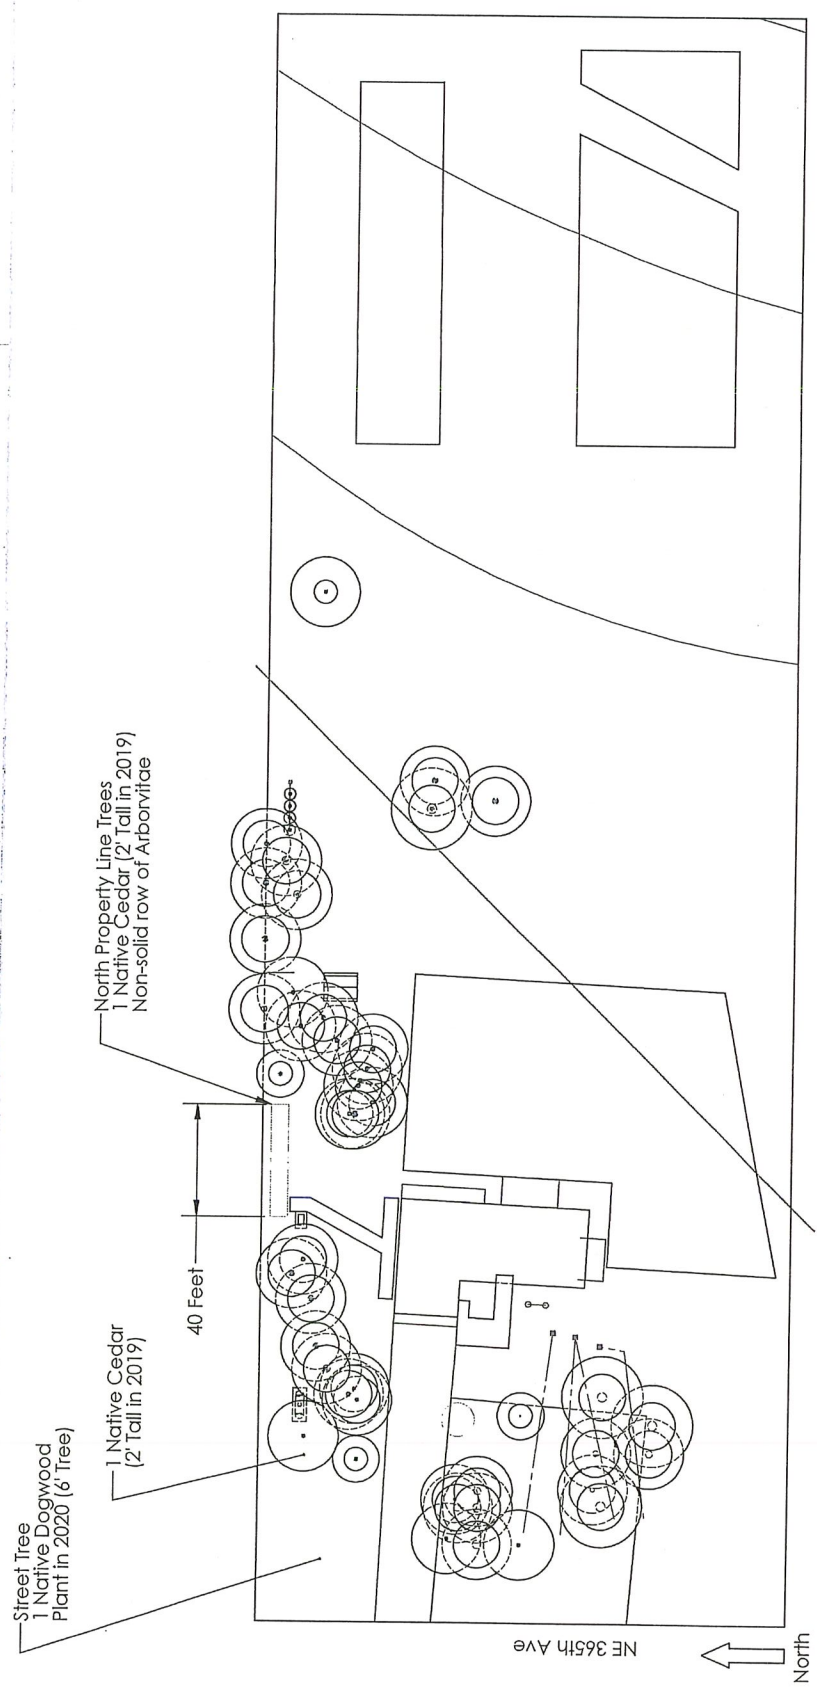 Street Tree
1 Native Dogwood
Plant in 2020 (6' Tree)
1 Native Cedar
(2' Tall in 2019)
40 Feet
North Property Line Trees
1 Native Cedar (2' Tall in 2019)
Non-solid row of Arborvitae
NE 365th Ave
North